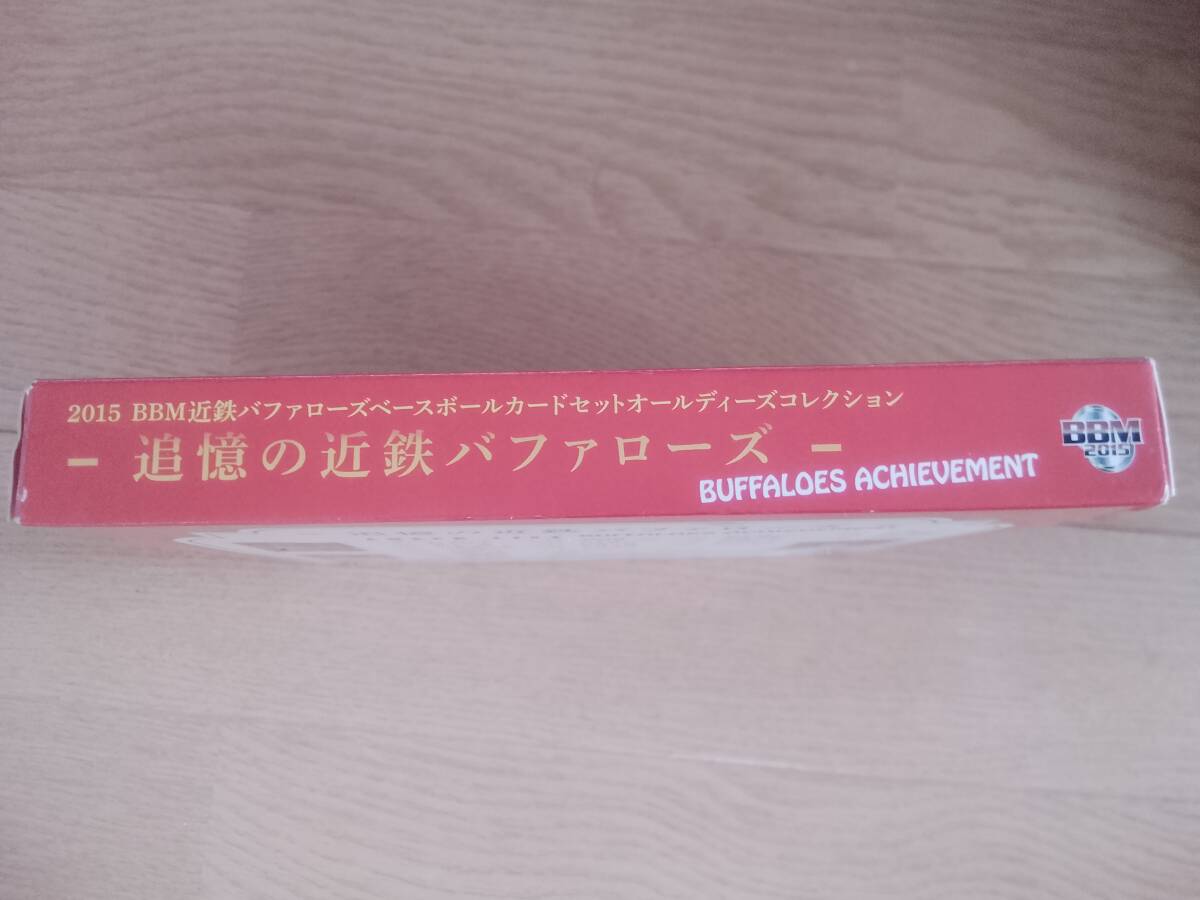 2015 BBM近鉄バファローズベースボールカードセットオールディーズコレクション
- 追憶の近鉄バファローズ -
BUFFALOES ACHIEVEMENT
BBM
2015